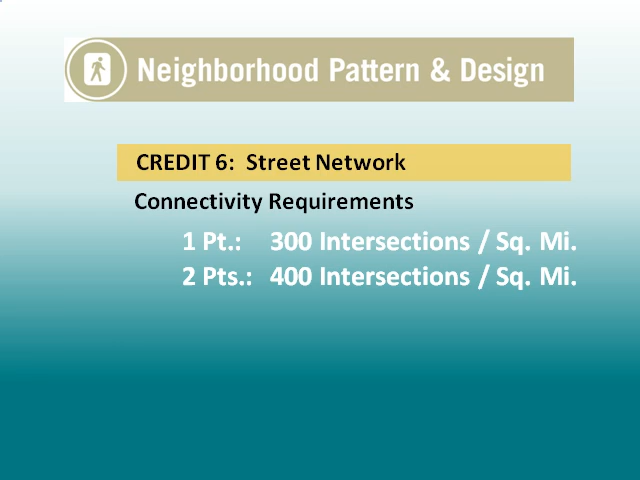 Neighborhood Pattern & Design
CREDIT 6: Street Network
Connectivity Requirements
1 Pt.: 300 Intersections / Sq. Mi.
2 Pts.: 400 Intersections / Sq. Mi.